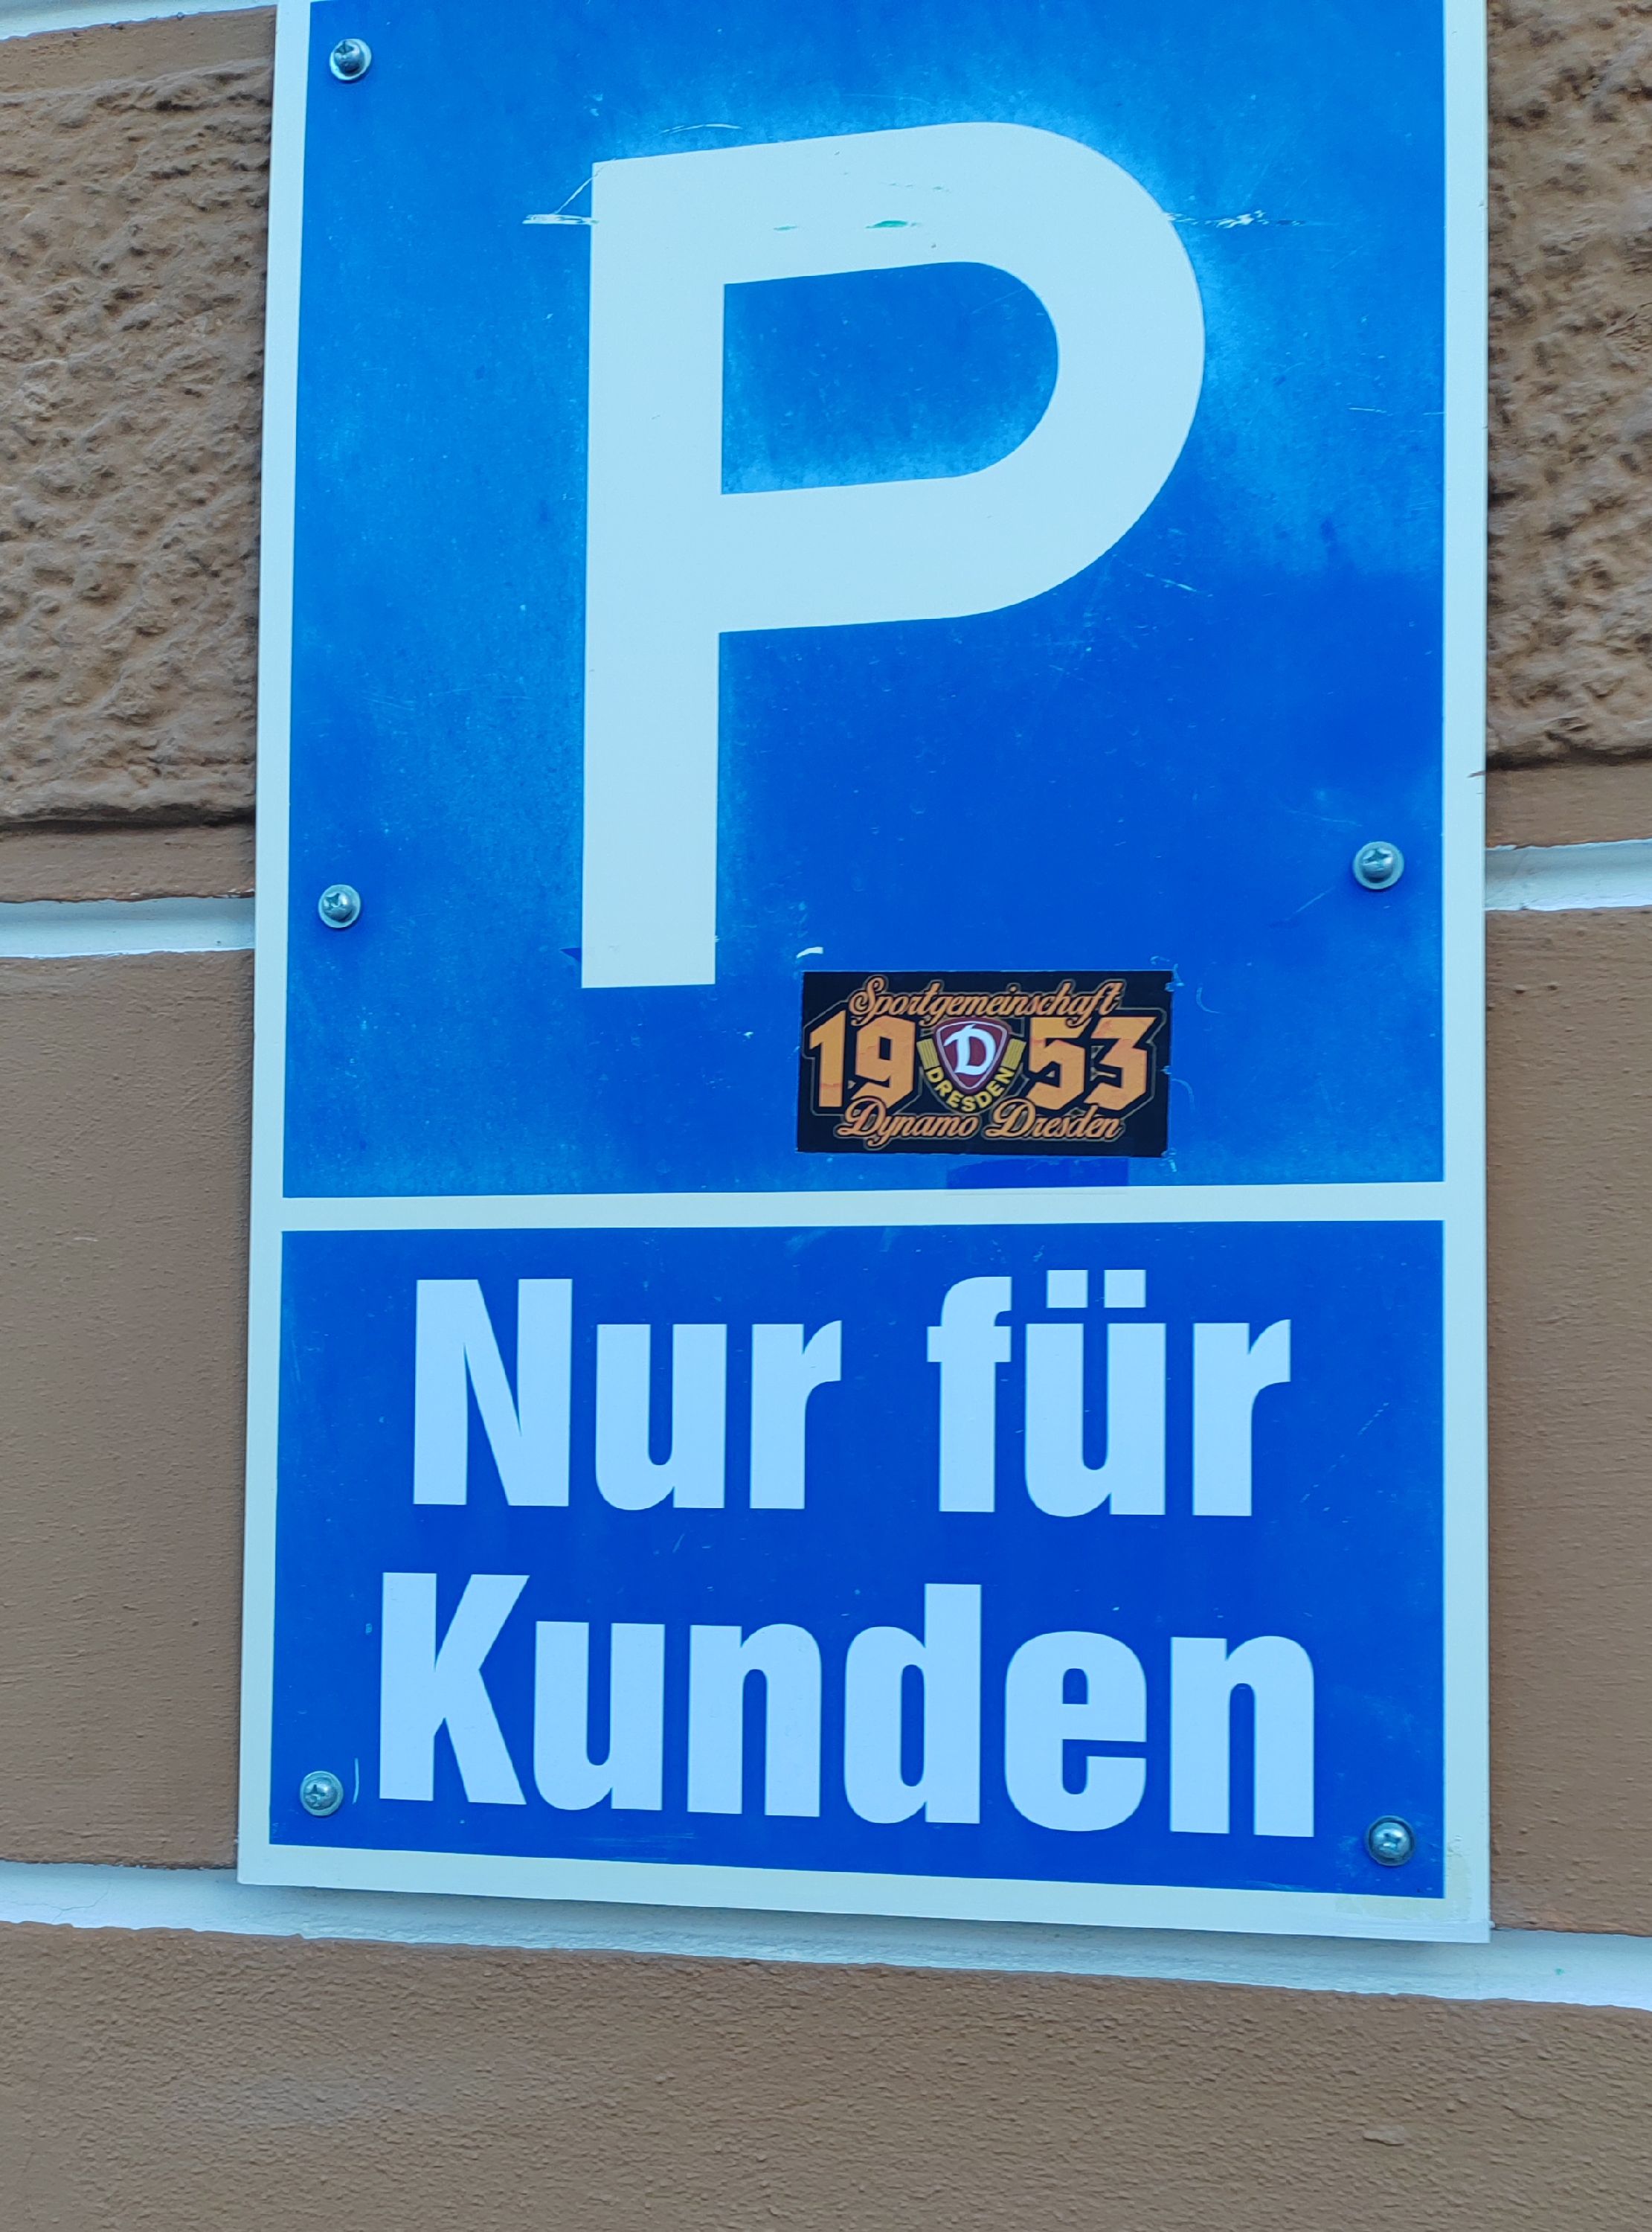 P
Sportgemeinschaft
19 D 53
DRESDEN
Dynamo Dresden
Nur für
Kunden